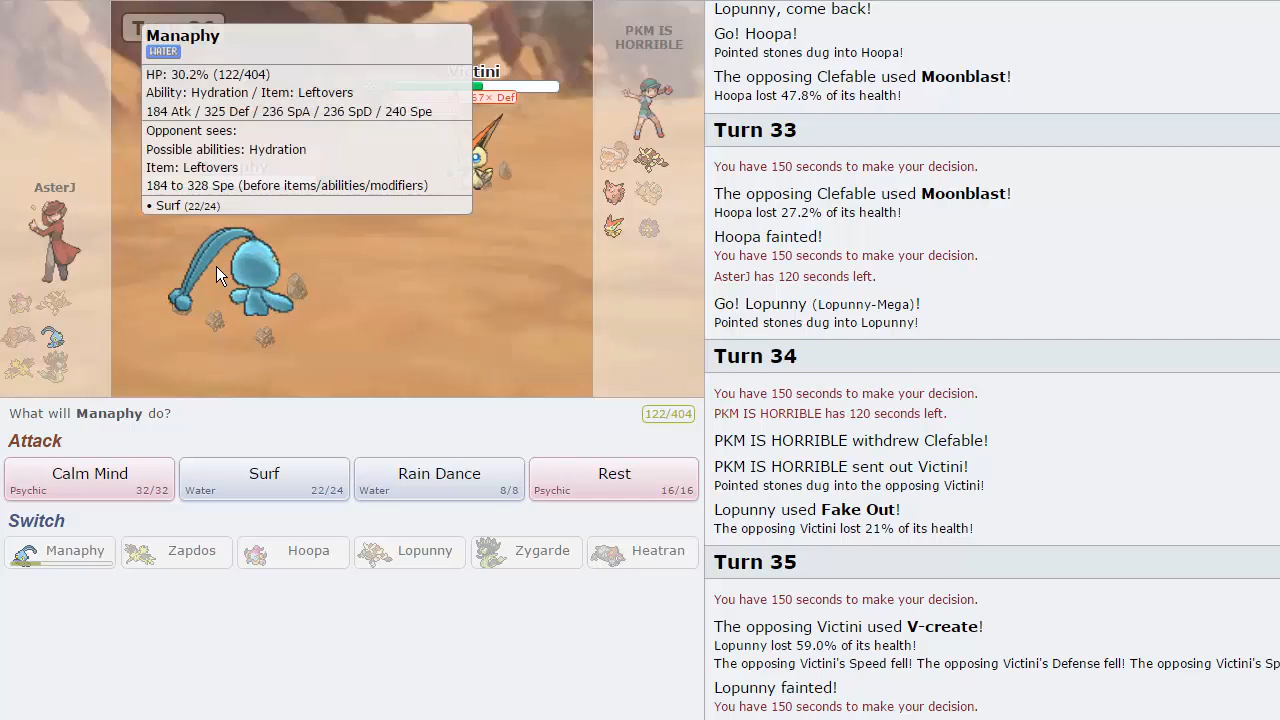 Manaphy
WATER
HP: 30.2% (122/404)
Ability: Hydration / Item: Leftovers
184 Atk / 325 Def / 236 SpA / 236 SpD / 240 Spe
Opponent sees:
Possible abilities: Hydration
Item: Leftovers
184 to 328 Spe (before items/abilities/modifiers)
• Surf (22/24)
67× Def
PKM IS
HORRIBLE
AsterJ
What will Manaphy do?
122/404
Attack
Calm Mind
Psychic 32/32
Surf
Water 22/24
Rain Dance
Water 8/8
Rest
Psychic 16/16
Switch
Manaphy
Zapdos
Hoopa
Lopunny
Zygarde
Heatran
Lopunny, come back!
Go! Hoopa!
Pointed stones dug into Hoopa!
The opposing Clefable used Moonblast!
Hoopa lost 47.8% of its health!
Turn 33
You have 150 seconds to make your decision.
The opposing Clefable used Moonblast!
Hoopa lost 27.2% of its health!
Hoopa fainted!
You have 150 seconds to make your decision.
AsterJ has 120 seconds left.
Go! Lopunny (Lopunny-Mega)!
Pointed stones dug into Lopunny!
Turn 34
You have 150 seconds to make your decision.
PKM IS HORRIBLE has 120 seconds left.
PKM IS HORRIBLE withdrew Clefable!
PKM IS HORRIBLE sent out Victini!
Pointed stones dug into the opposing Victini!
Lopunny used Fake Out!
The opposing Victini lost 21% of its health!
Turn 35
You have 150 seconds to make your decision.
The opposing Victini used V-create!
Lopunny lost 59.0% of its health!
The opposing Victini's Speed fell! The opposing Victini's Defense fell! The opposing Victini's Sp
Lopunny fainted!
You have 150 seconds to make your decision.